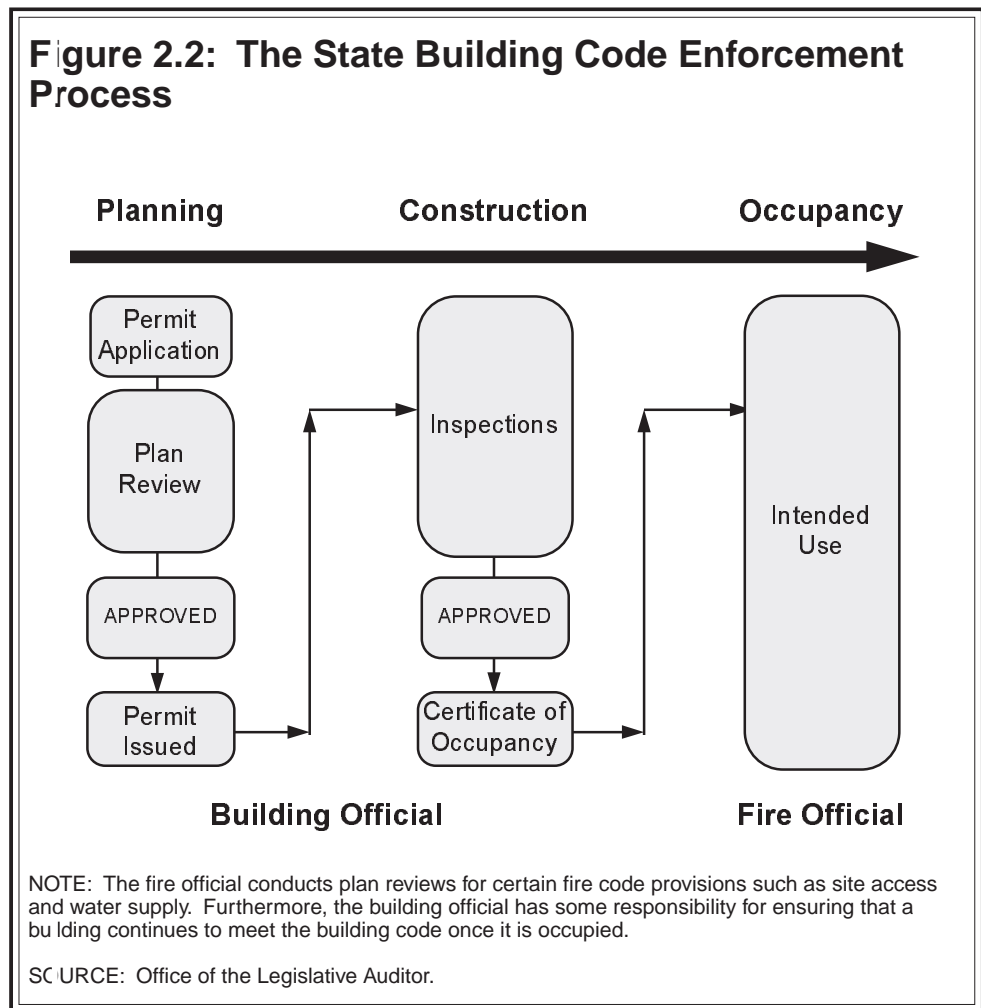 Figure 2.2: The State Building Code Enforcement
Process
Planning
Construction
Occupancy
Permit
Application
Plan
Review
APPROVED
Permit
Issued
Inspections
APPROVED
Certificate of
Occupancy
Intended
Use
Building Official
Fire Official
NOTE: The fire official conducts plan reviews for certain fire code provisions such as site access
and water supply. Furthermore, the building official has some responsibility for ensuring that a
building continues to meet the building code once it is occupied.
SOURCE: Office of the Legislative Auditor.